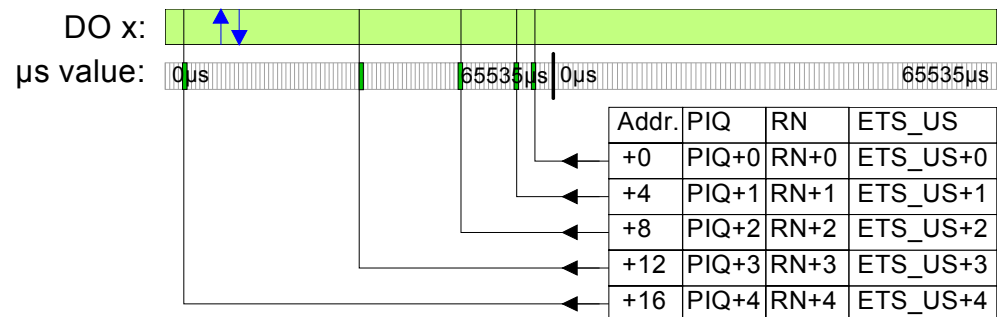 DO x:
µs value: 0µs 65535µs 0µs 65535µs
Addr. PIQ RN ETS_US
+0 PIQ+0 RN+0 ETS_US+0
+4 PIQ+1 RN+1 ETS_US+1
+8 PIQ+2 RN+2 ETS_US+2
+12 PIQ+3 RN+3 ETS_US+3
+16 PIQ+4 RN+4 ETS_US+4